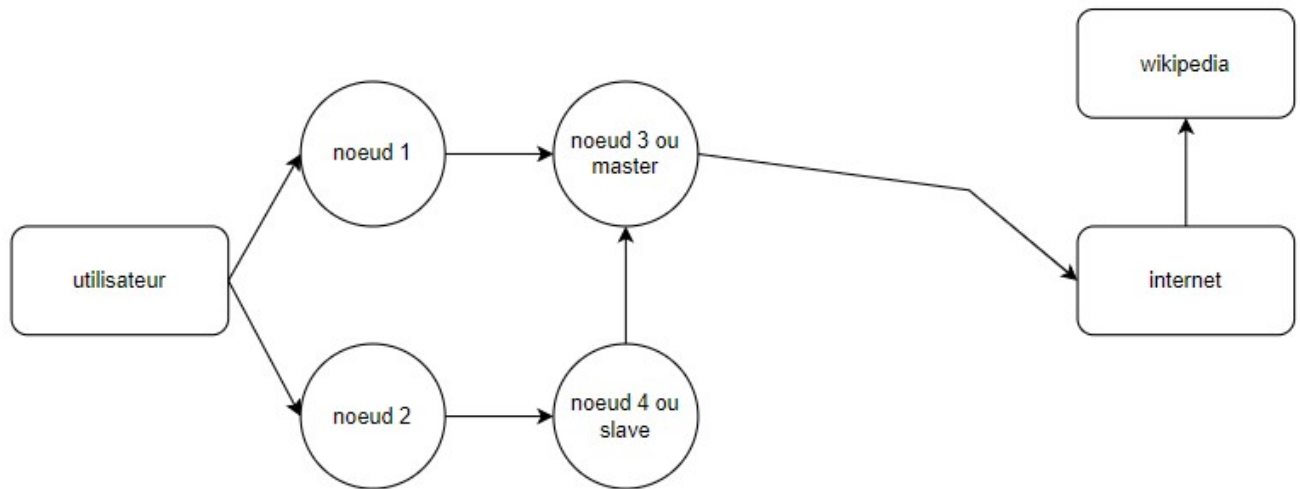 wikipedia
noeud 1
noeud 3 ou
master
utilisateur
internet
noeud 2
noeud 4 ou
slave